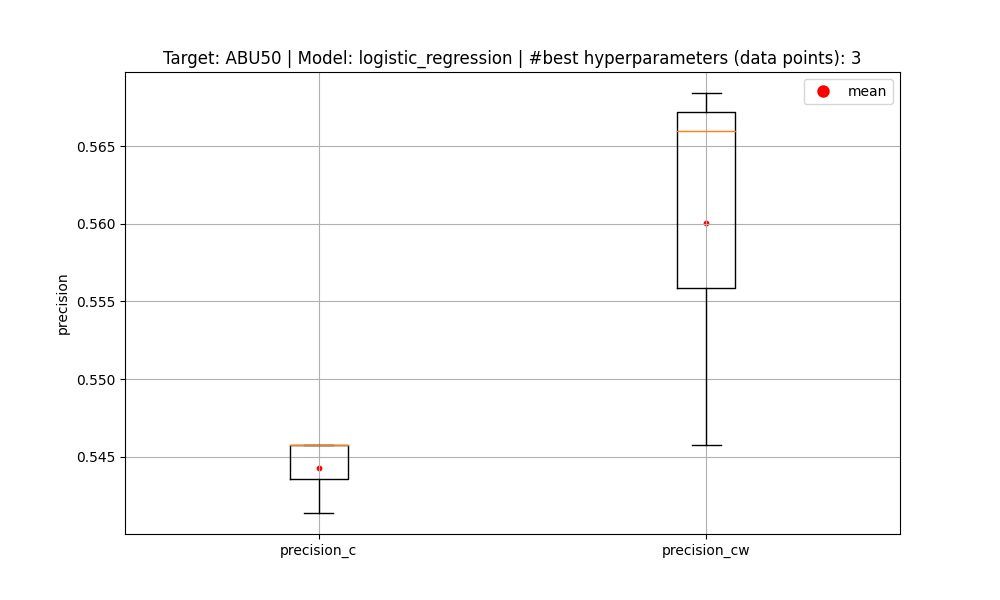 Target: ABU50 | Model: logistic_regression | #best hyperparameters (data points): 3
mean
0.565
0.560
0.555
0.550
0.545
precision
precision_c
precision_cw